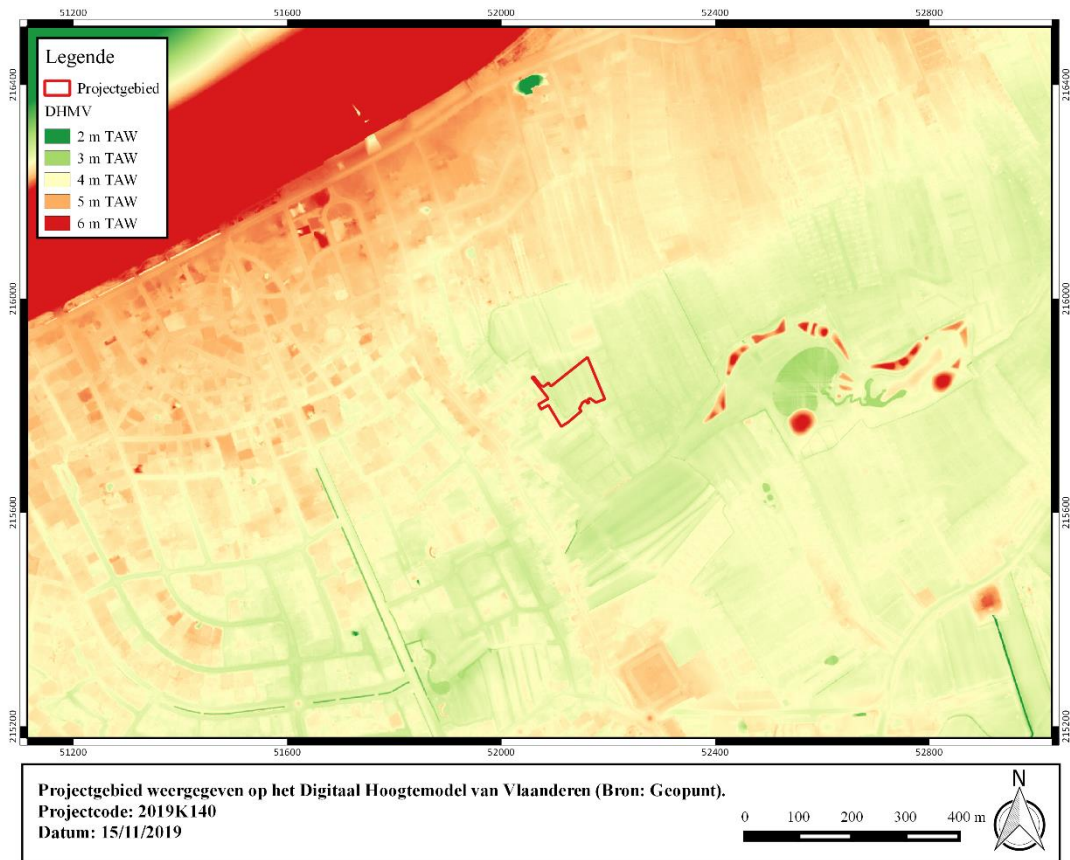 51200 51600 52000 52400 52800
Legende
Projectgebied
DHMV
2 m TAW
3 m TAW
4 m TAW
5 m TAW
6 m TAW
216400 216400
216000 216000
215600 215600
215200 215200
51200 51600 52000 52400 52800
Projectgebied weergegeven op het Digitaal Hoogtemodel van Vlaanderen (Bron: Geopunt).
Projectcode: 2019K140
Datum: 15/11/2019
0 100 200 300 400 m
N